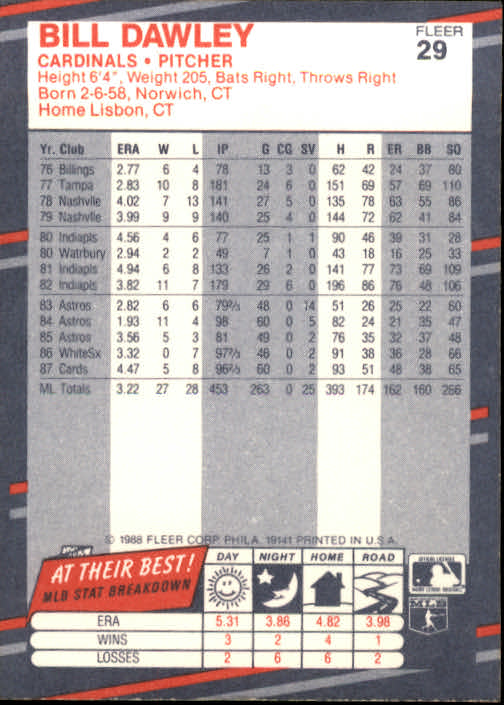 BILL DAWLEY
FLEER
29
CARDINALS • PITCHER
Height 6'4", Weight 205, Bats Right, Throws Right
Born 2-6-58, Norwich, CT
Home Lisbon, CT
Yr. Club ERA W L IP G CG SV H R ER BB SO
76 Billings 2.77 6 4 78 13 3 0 62 42 24 37 80
77 Tampa 2.83 10 8 181 24 6 0 151 69 57 69 110
78 Nashvlle 4.02 7 13 141 27 5 0 135 78 63 55 86
79 Nashvlle 3.99 9 9 140 25 4 0 144 72 62 41 84
80 Indiapls 4.56 4 6 77 25 1 1 90 46 39 31 28
80 Watrbury 2.94 2 2 49 7 1 0 43 18 16 25 33
81 Indiapls 4.94 6 8 133 26 2 0 141 77 73 69 109
82 Indiapls 3.82 11 7 179 29 6 0 196 86 76 48 106
83 Astros 2.82 6 6 79⅔ 48 0 14 51 26 25 22 60
84 Astros 1.93 11 4 98 60 0 5 82 24 21 35 47
85 Astros 3.56 5 3 81 49 0 2 76 35 32 37 48
86 WhiteSx 3.32 0 7 97⅔ 46 0 2 91 38 36 28 66
87 Cards 4.47 5 8 96⅔ 60 0 2 93 51 48 38 65
ML Totals 3.22 27 28 453 263 0 25 393 174 162 160 286
© 1988 FLEER CORP. PHILA. 19141 PRINTED IN U.S.A.
AT THEIR BEST!
MLB STAT BREAKDOWN
DAY NIGHT HOME ROAD
ERA 5.31 3.86 4.82 3.98
WINS 3 2 4 1
LOSSES 2 6 6 2